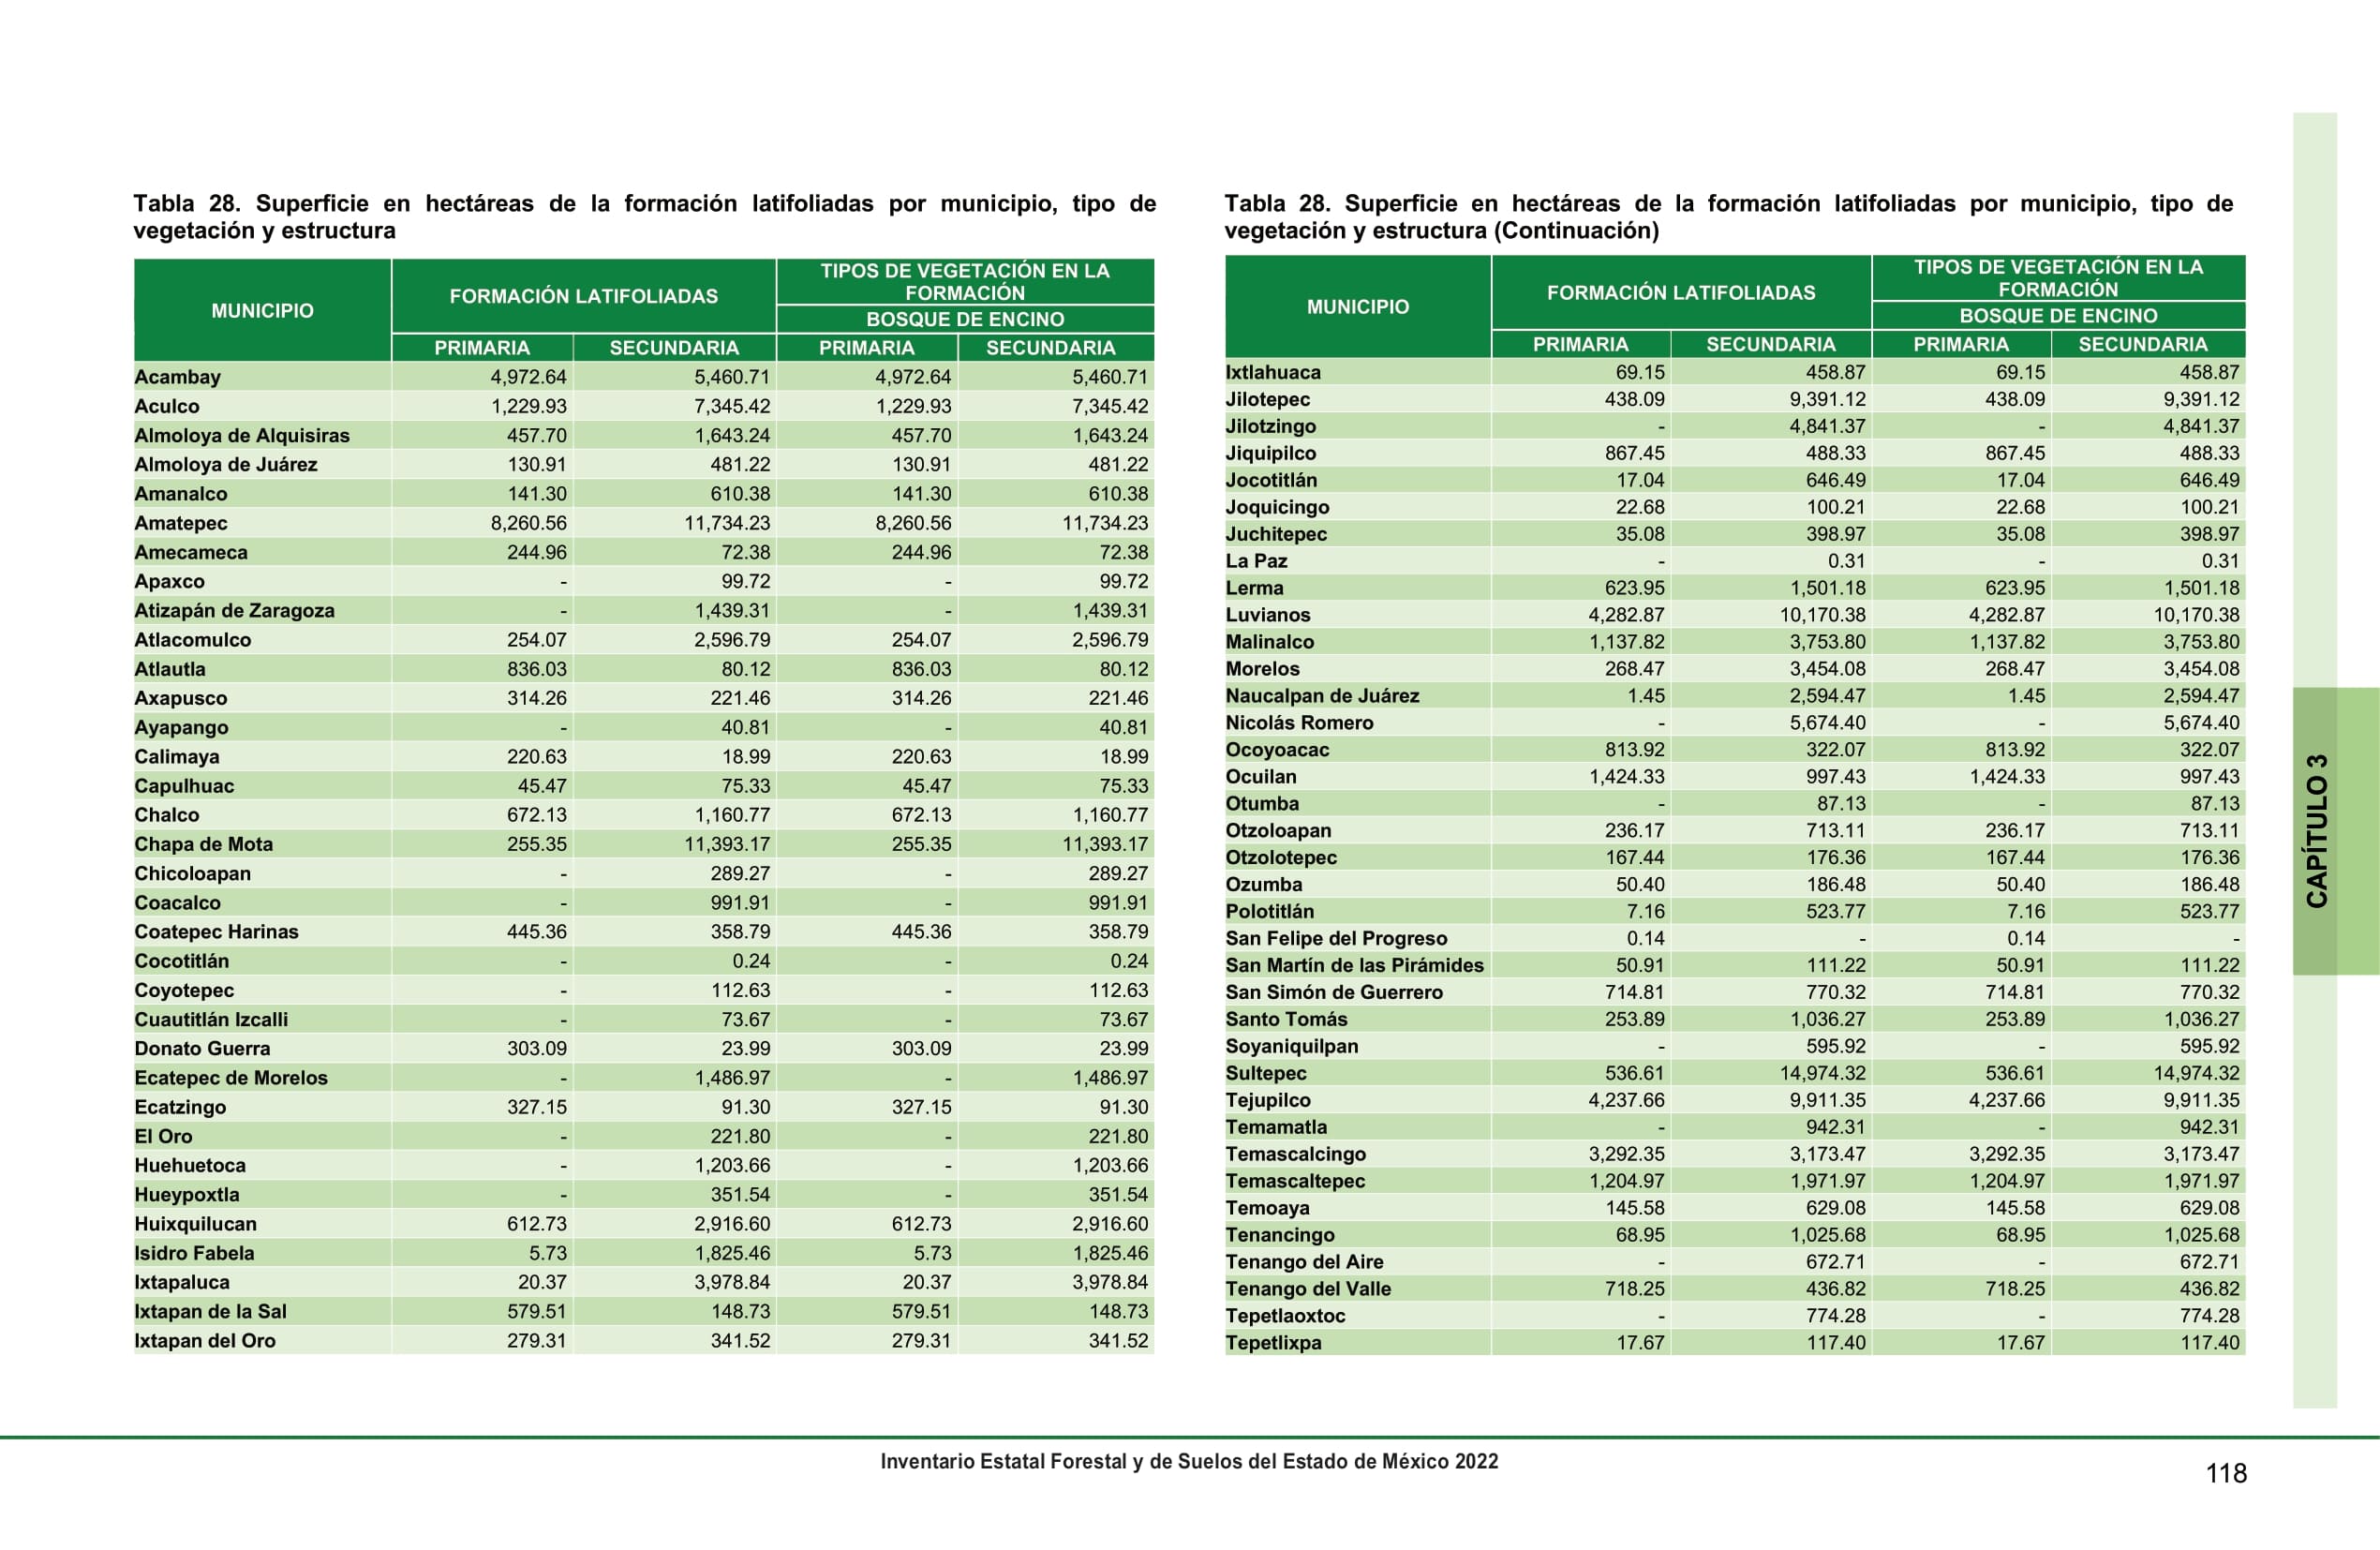 Tabla 28. Superficie en hectáreas de la formación latifoliadas por municipio, tipo de
vegetación y estructura
MUNICIPIO
FORMACIÓN LATIFOLIADAS
TIPOS DE VEGETACIÓN EN LA
FORMACIÓN
BOSQUE DE ENCINO
PRIMARIA SECUNDARIA PRIMARIA SECUNDARIA
Acambay 4,972.64 5,460.71 4,972.64 5,460.71
Aculco 1,229.93 7,345.42 1,229.93 7,345.42
Almoloya de Alquisiras 457.70 1,643.24 457.70 1,643.24
Almoloya de Juárez 130.91 481.22 130.91 481.22
Amanalco 141.30 610.38 141.30 610.38
Amatepec 8,260.56 11,734.23 8,260.56 11,734.23
Amecameca 244.96 72.38 244.96 72.38
Apaxco - 99.72 - 99.72
Atizapán de Zaragoza - 1,439.31 - 1,439.31
Atlacomulco 254.07 2,596.79 254.07 2,596.79
Atlautla 836.03 80.12 836.03 80.12
Axapusco 314.26 221.46 314.26 221.46
Ayapango - 40.81 - 40.81
Calimaya 220.63 18.99 220.63 18.99
Capulhuac 45.47 75.33 45.47 75.33
Chalco 672.13 1,160.77 672.13 1,160.77
Chapa de Mota 255.35 11,393.17 255.35 11,393.17
Chicoloapan - 289.27 - 289.27
Coacalco - 991.91 - 991.91
Coatepec Harinas 445.36 358.79 445.36 358.79
Cocotitlán - 0.24 - 0.24
Coyotepec - 112.63 - 112.63
Cuautitlán Izcalli - 73.67 - 73.67
Donato Guerra 303.09 23.99 303.09 23.99
Ecatepec de Morelos - 1,486.97 - 1,486.97
Ecatzingo 327.15 91.30 327.15 91.30
El Oro - 221.80 - 221.80
Huehuetoca - 1,203.66 - 1,203.66
Hueypoxtla - 351.54 - 351.54
Huixquilucan 612.73 2,916.60 612.73 2,916.60
Isidro Fabela 5.73 1,825.46 5.73 1,825.46
Ixtapaluca 20.37 3,978.84 20.37 3,978.84
Ixtapan de la Sal 579.51 148.73 579.51 148.73
Ixtapan del Oro 279.31 341.52 279.31 341.52
Tabla 28. Superficie en hectáreas de la formación latifoliadas por municipio, tipo de
vegetación y estructura (Continuación)
MUNICIPIO
FORMACIÓN LATIFOLIADAS
TIPOS DE VEGETACIÓN EN LA
FORMACIÓN
BOSQUE DE ENCINO
PRIMARIA SECUNDARIA PRIMARIA SECUNDARIA
Ixtlahuaca 69.15 458.87 69.15 458.87
Jilotepec 438.09 9,391.12 438.09 9,391.12
Jilotzingo - 4,841.37 - 4,841.37
Jiquipilco 867.45 488.33 867.45 488.33
Jocotitlán 17.04 646.49 17.04 646.49
Joquicingo 22.68 100.21 22.68 100.21
Juchitepec 35.08 398.97 35.08 398.97
La Paz - 0.31 - 0.31
Lerma 623.95 1,501.18 623.95 1,501.18
Luvianos 4,282.87 10,170.38 4,282.87 10,170.38
Malinalco 1,137.82 3,753.80 1,137.82 3,753.80
Morelos 268.47 3,454.08 268.47 3,454.08
Naucalpan de Juárez 1.45 2,594.47 1.45 2,594.47
Nicolás Romero - 5,674.40 - 5,674.40
Ocoyoacac 813.92 322.07 813.92 322.07
Ocuilan 1,424.33 997.43 1,424.33 997.43
Otumba - 87.13 - 87.13
Otzoloapan 236.17 713.11 236.17 713.11
Otzolotepec 167.44 176.36 167.44 176.36
Ozumba 50.40 186.48 50.40 186.48
Polotitlán 7.16 523.77 7.16 523.77
San Felipe del Progreso 0.14 - 0.14 -
San Martín de las Pirámides 50.91 111.22 50.91 111.22
San Simón de Guerrero 714.81 770.32 714.81 770.32
Santo Tomás 253.89 1,036.27 253.89 1,036.27
Soyaniquilpan - 595.92 - 595.92
Sultepec 536.61 14,974.32 536.61 14,974.32
Tejupilco 4,237.66 9,911.35 4,237.66 9,911.35
Temamatla - 942.31 - 942.31
Temascalcingo 3,292.35 3,173.47 3,292.35 3,173.47
Temascaltepec 1,204.97 1,971.97 1,204.97 1,971.97
Temoaya 145.58 629.08 145.58 629.08
Tenancingo 68.95 1,025.68 68.95 1,025.68
Tenango del Aire - 672.71 - 672.71
Tenango del Valle 718.25 436.82 718.25 436.82
Tepetlaoxtoc - 774.28 - 774.28
Tepetlixpa 17.67 117.40 17.67 117.40
CAPÍTULO 3
Inventario Estatal Forestal y de Suelos del Estado de México 2022
118